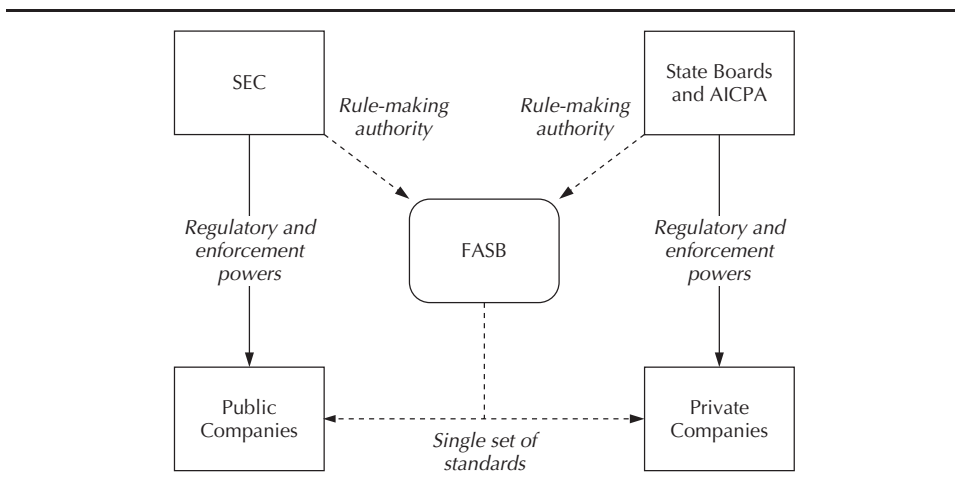 SEC
State Boards
and AICPA
Rule-making
authority
Rule-making
authority
Regulatory and
enforcement
powers
FASB
Regulatory and
enforcement
powers
Public
Companies
Private
Companies
Single set of
standards